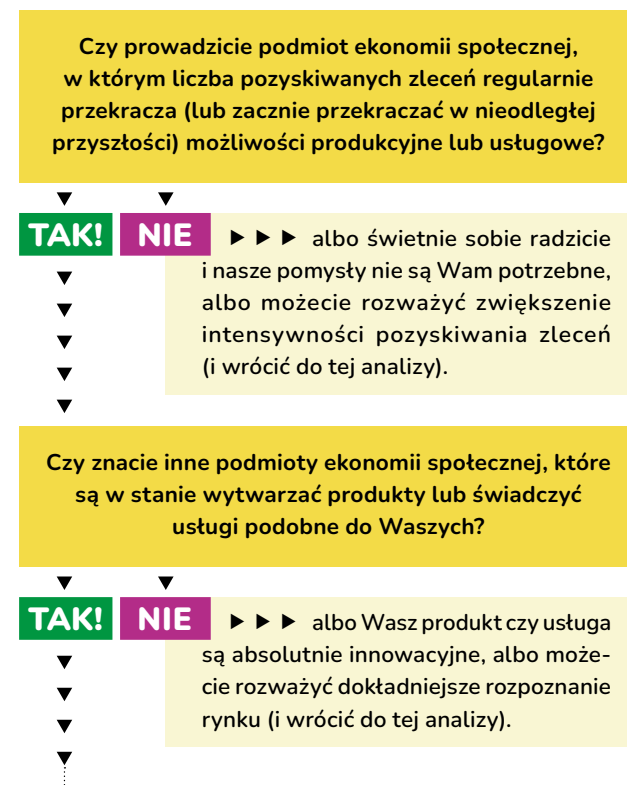 Czy prowadzicie podmiot ekonomii społecznej,
w którym liczba pozyskiwanych zleceń regularnie
przekracza (lub zacznie przekraczać w nieodległej
przyszłości) możliwości produkcyjne lub usługowe?
TAK! NIE albo świetnie sobie radzicie
i nasze pomysły nie są Wam potrzebne,
albo możecie rozważyć zwiększenie
intensywności pozyskiwania zleceń
(i wrócić do tej analizy).
Czy znacie inne podmioty ekonomii społecznej, które
są w stanie wytwarzać produkty lub świadczyć
usługi podobne do Waszych?
TAK! NIE albo Wasz produkt czy usługa
są absolutnie innowacyjne, albo może-
cie rozważyć dokładniejsze rozpoznanie
rynku (i wrócić do tej analizy).